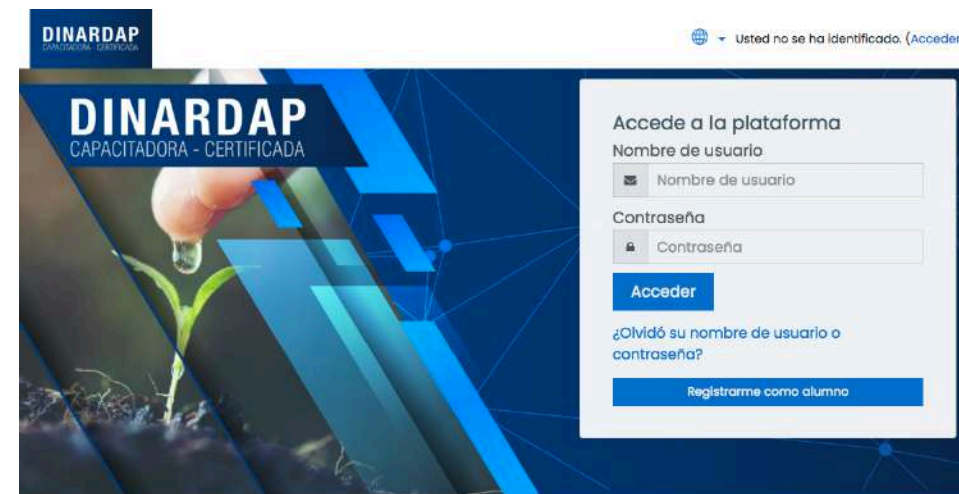 DINARDAP
CAPACITADORA - CERTIFICADA
Usted no se ha identificado. (Acceder
DINARDAP
CAPACITADORA - CERTIFICADA
Accede a la plataforma
Nombre de usuario
Nombre de usuario
Contraseña
Contraseña
Acceder
¿Olvidó su nombre de usuario o
contraseña?
Registrarme como alumno